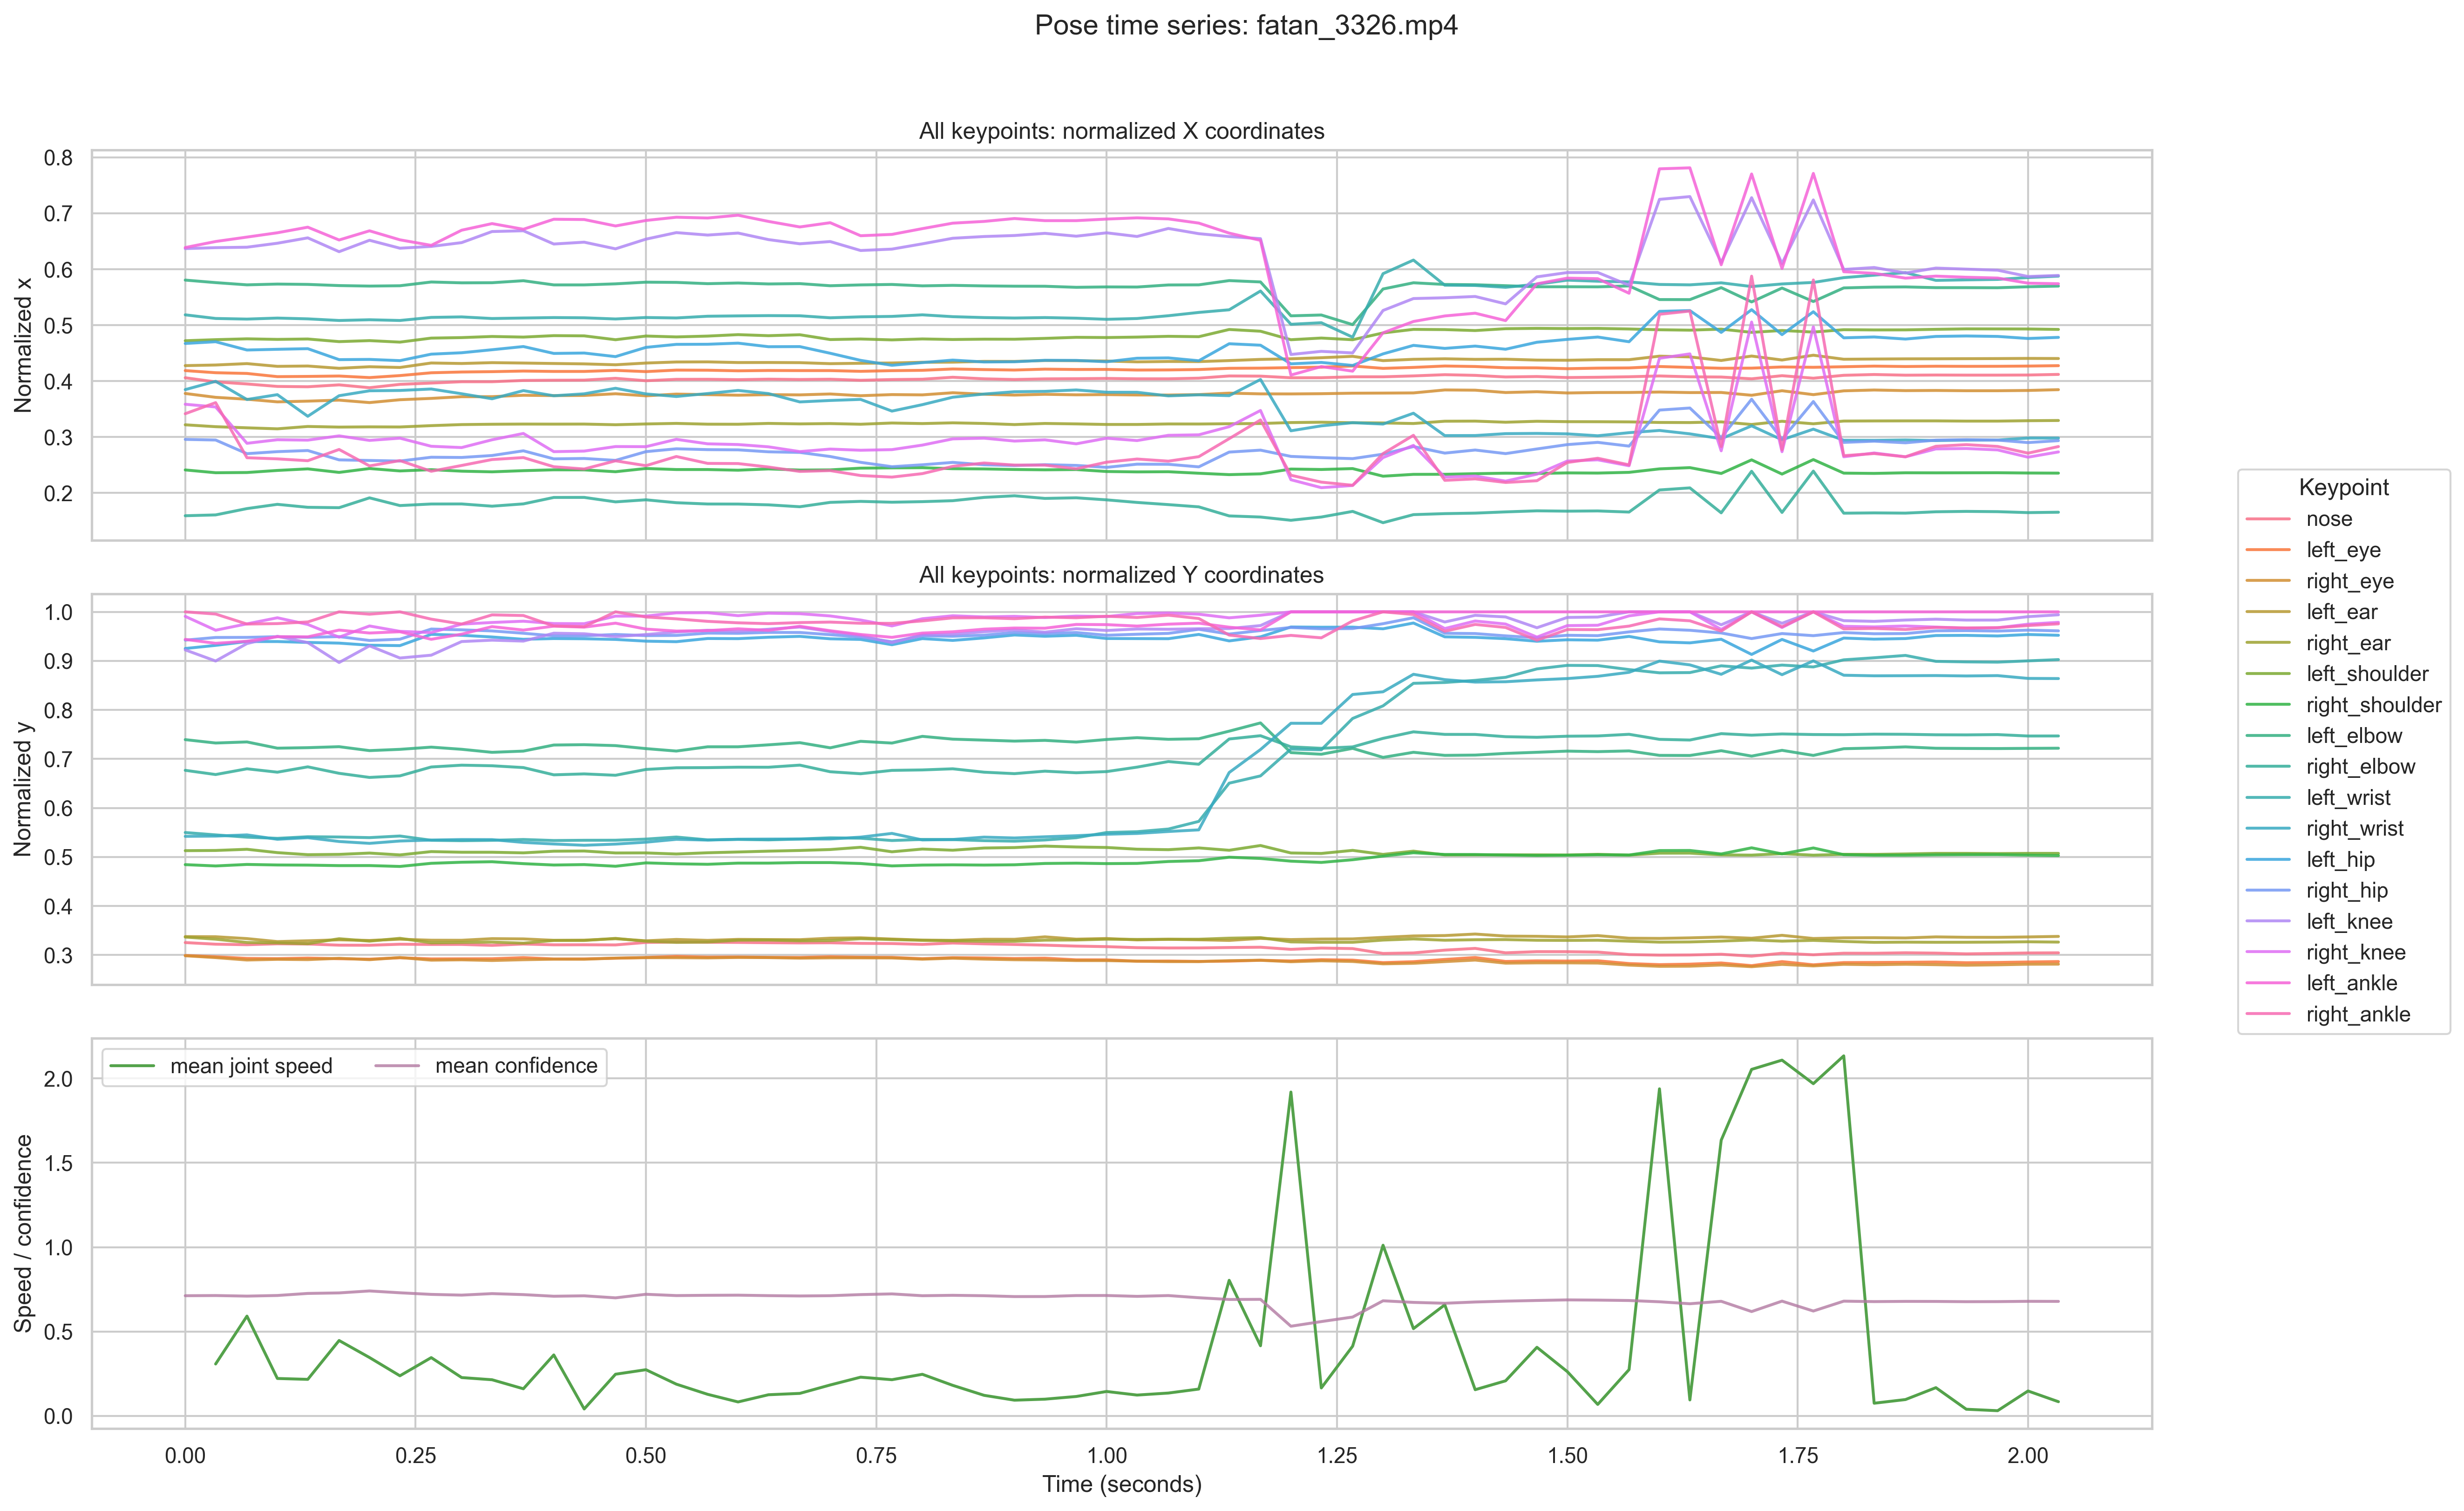 Pose time series: fatan_3326.mp4
All keypoints: normalized X coordinates
Normalized x
0.8
0.7
0.6
0.5
0.4
0.3
0.2
All keypoints: normalized Y coordinates
Normalized y
1.0
0.9
0.8
0.7
0.6
0.5
0.4
0.3
Keypoint
nose
left_eye
right_eye
left_ear
right_ear
left_shoulder
right_shoulder
left_elbow
right_elbow
left_wrist
right_wrist
left_hip
right_hip
left_knee
right_knee
left_ankle
right_ankle
mean joint speed mean confidence
Speed / confidence
2.0
1.5
1.0
0.5
0.0
0.00 0.25 0.50 0.75 1.00 1.25 1.50 1.75 2.00
Time (seconds)